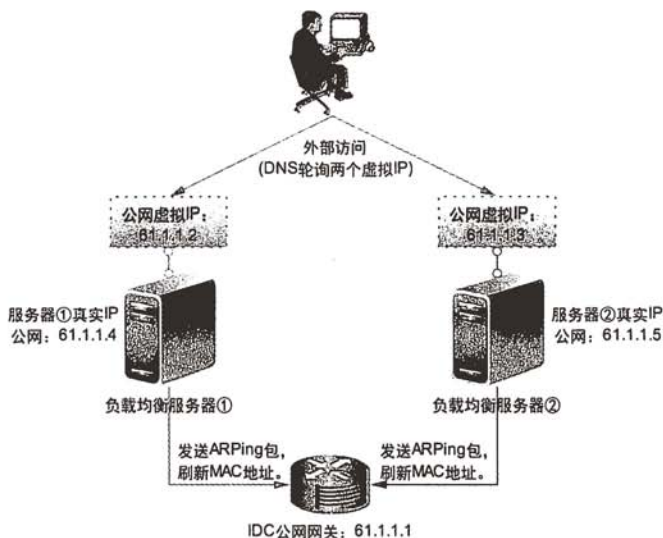 外部访问
(DNS轮询两个虚拟IP)
公网虚拟IP：
61.1.1.2
公网虚拟IP：
61.1.1.3
服务器①真实IP
公网：61.1.1.4
服务器②真实IP
公网：61.1.1.5
负载均衡服务器①
负载均衡服务器②
发送ARPing包，
刷新MAC地址。
发送ARPing包，
刷新MAC地址。
IDC公网网关：61.1.1.1